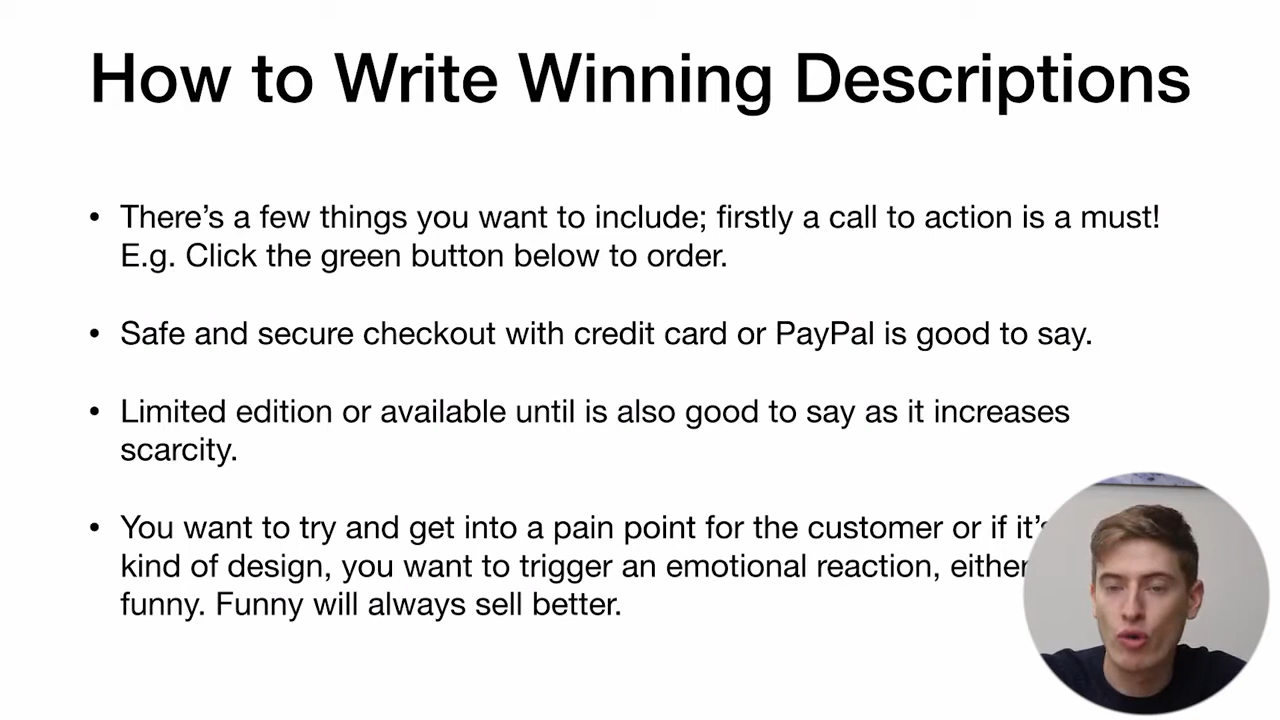 How to Write Winning Descriptions
• There’s a few things you want to include; firstly a call to action is a must!
E.g. Click the green button below to order.
• Safe and secure checkout with credit card or PayPal is good to say.
• Limited edition or available until is also good to say as it increases
scarcity.
• You want to try and get into a pain point for the customer or if it’s
kind of design, you want to trigger an emotional reaction, either
funny. Funny will always sell better.